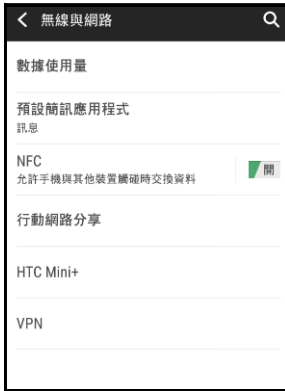 無線與網路
數據使用量
預設簡訊應用程式
訊息
NFC
允許手機與其他裝置觸碰時交換資料
開
行動網路分享
HTC Mini+
VPN